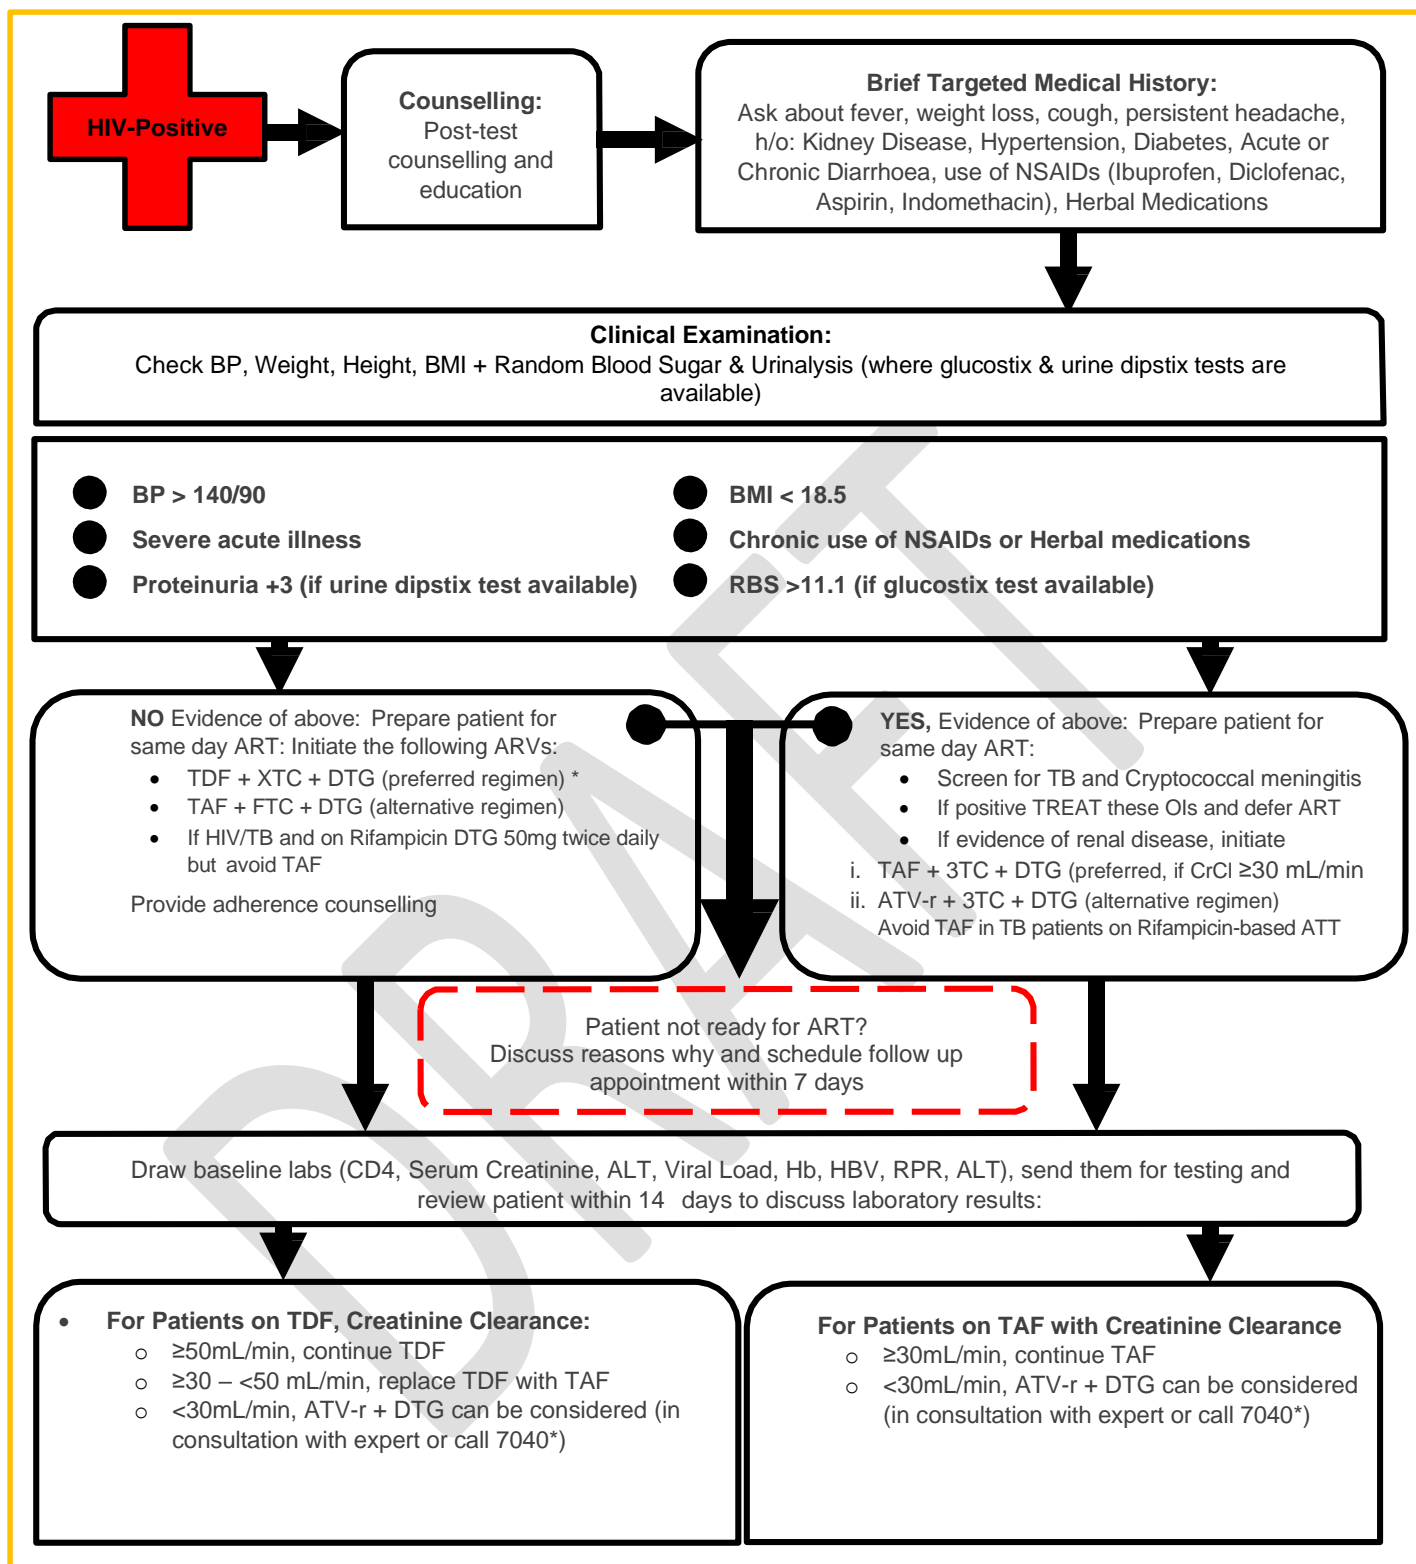 HIV-Positive
Counselling:
Post-test
counselling and
education
Brief Targeted Medical History:
Ask about fever, weight loss, cough, persistent headache,
h/o: Kidney Disease, Hypertension, Diabetes, Acute or
Chronic Diarrhoea, use of NSAIDs (Ibuprofen, Diclofenac,
Aspirin, Indomethacin), Herbal Medications
Clinical Examination:
Check BP, Weight, Height, BMI + Random Blood Sugar & Urinalysis (where glucostix & urine dipstix tests are
available)
BP > 140/90
Severe acute illness
Proteinuria +3 (if urine dipstix test available)
BMI < 18.5
Chronic use of NSAIDs or Herbal medications
RBS >11.1 (if glucostix test available)
NO Evidence of above: Prepare patient for
same day ART: Initiate the following ARVs:
• TDF + XTC + DTG (preferred regimen) *
• TAF + FTC + DTG (alternative regimen)
• If HIV/TB and on Rifampicin DTG 50mg twice daily
but avoid TAF
Provide adherence counselling
YES, Evidence of above: Prepare patient for
same day ART:
• Screen for TB and Cryptococcal meningitis
• If positive TREAT these OIs and defer ART
• If evidence of renal disease, initiate
i. TAF + 3TC + DTG (preferred, if CrCl ≥30 mL/min
ii. ATV-r + 3TC + DTG (alternative regimen)
Avoid TAF in TB patients on Rifampicin-based ATT
Patient not ready for ART?
Discuss reasons why and schedule follow up
appointment within 7 days
Draw baseline labs (CD4, Serum Creatinine, ALT, Viral Load, Hb, HBV, RPR, ALT), send them for testing and
review patient within 14 days to discuss laboratory results:
• For Patients on TDF, Creatinine Clearance:
o ≥50mL/min, continue TDF
o ≥30 – <50 mL/min, replace TDF with TAF
o <30mL/min, ATV-r + DTG can be considered (in
consultation with expert or call 7040*)
For Patients on TAF with Creatinine Clearance
o ≥30mL/min, continue TAF
o <30mL/min, ATV-r + DTG can be considered
(in consultation with expert or call 7040*)
DRAFT